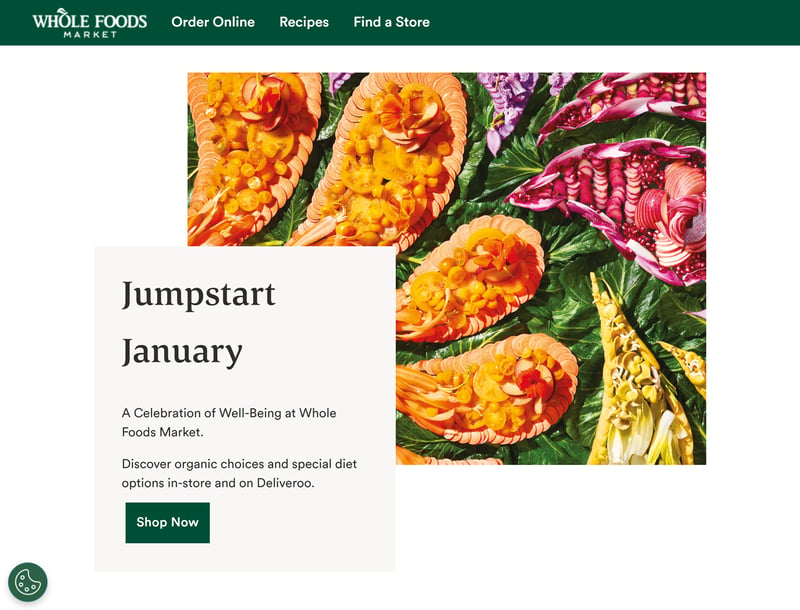 WHOLE FOODS
MARKET
Order Online
Recipes
Find a Store
Jumpstart
January
A Celebration of Well-Being at Whole
Foods Market.
Discover organic choices and special diet
options in-store and on Deliveroo.
Shop Now